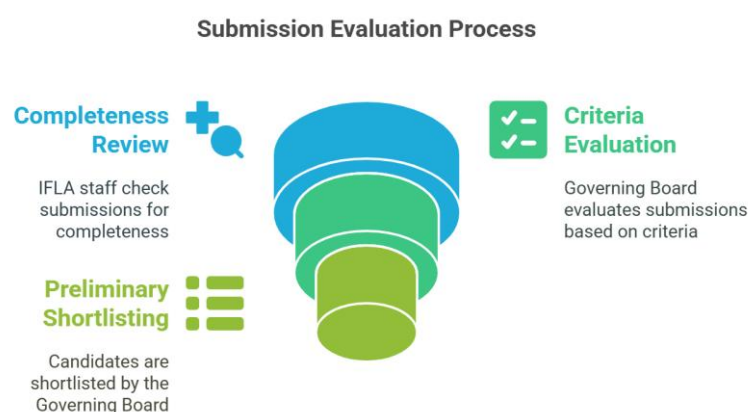 Submission Evaluation Process
Completeness
Review
IFLA staff check
submissions for
completeness
Criteria
Evaluation
Governing Board
evaluates submissions
based on criteria
Preliminary
Shortlisting
Candidates are
shortlisted by the
Governing Board